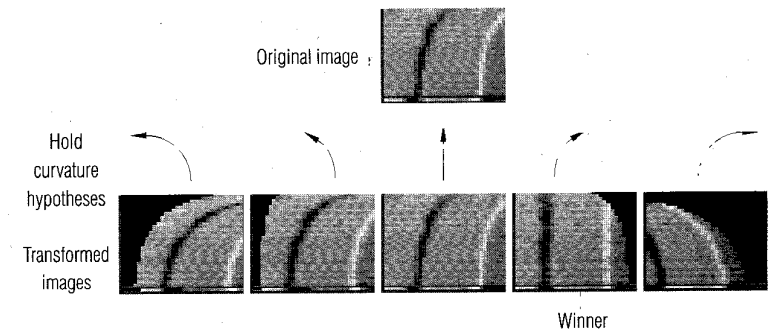 Original image
Hold
curvature
hypotheses
Transformed
images
Winner